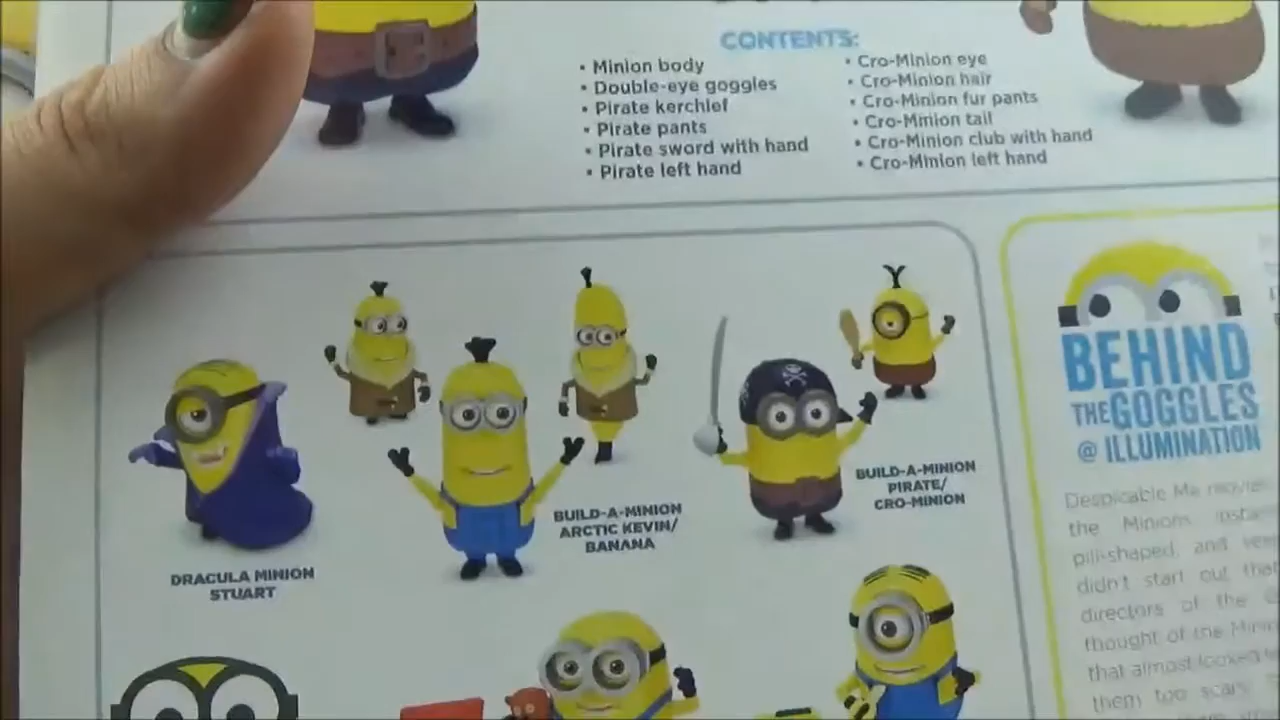 CONTENTS:
• Minion body
• Double-eye goggles
• Pirate kerchief
• Pirate pants
• Pirate sword with hand
• Pirate left hand
• Cro-Minion eye
• Cro-Minion hair
• Cro-Minion fur pants
• Cro-Minion tail
• Cro-Minion club with hand
• Cro-Minion left hand
DRACULA MINION
STUART
BUILD-A-MINION
ARCTIC KEVIN/
BANANA
BUILD-A-MINION
PIRATE/
CRO-MINION
BEHIND
THE GOGGLES
@ ILLUMINATION
Despicable Me movies
the Minions
pill-shaped, and
didn't start out that
directors of the
thought of the
that almost looked
them too